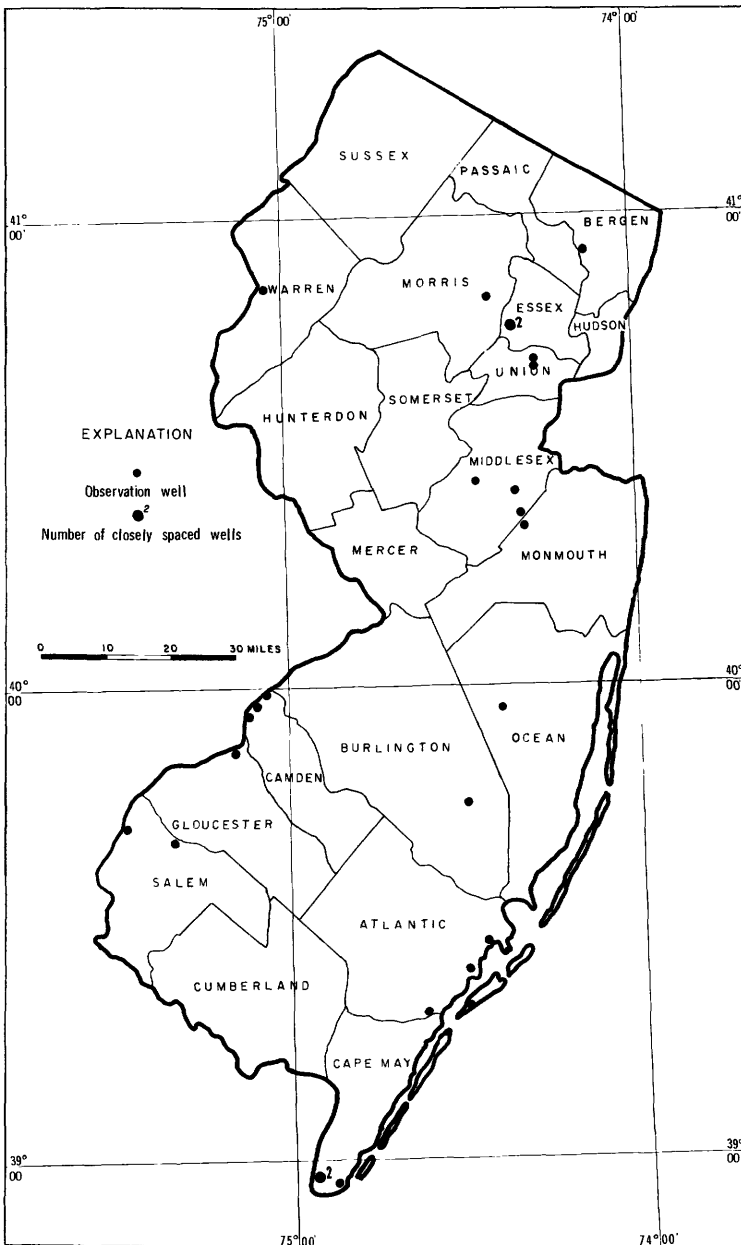 75° 00'
74° 00'
SUSSEX
PASSAIC
BERGEN
41° 00'
41° 00'
WARREN
MORRIS
ESSEX
2
HUDSON
UNION
SOMERSET
HUNTERDON
EXPLANATION
Observation well
2
Number of closely spaced wells
MIDDLESEX
MERCER
MONMOUTH
0 10 20 30 MILES
40° 00'
40° 00'
OCEAN
BURLINGTON
CAMDEN
GLOUCESTER
SALEM
ATLANTIC
CUMBERLAND
CAPE MAY
39° 00'
39° 00'
2
75° 00'
74° 00'